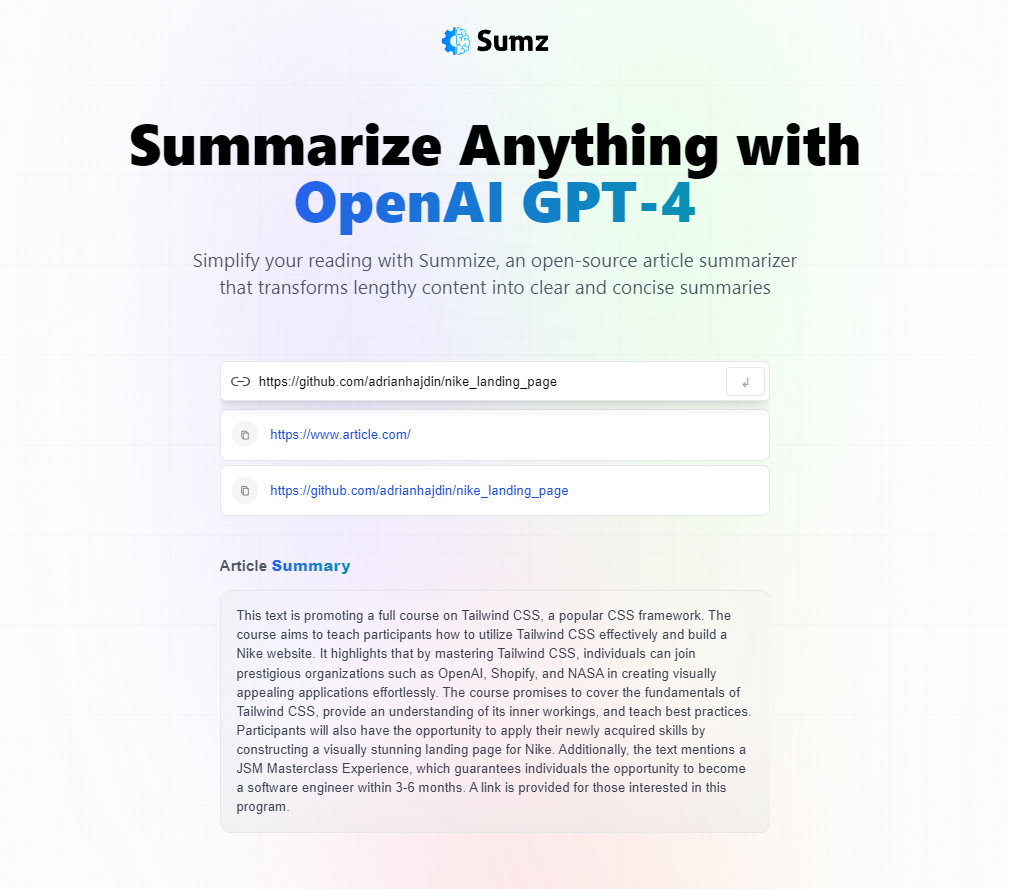 Sumz
Summarize Anything with
OpenAI GPT-4
Simplify your reading with Summize, an open-source article summarizer
that transforms lengthy content into clear and concise summaries
https://github.com/adrianhajdin/nike_landing_page
https://www.article.com/
https://github.com/adrianhajdin/nike_landing_page
Article Summary
This text is promoting a full course on Tailwind CSS, a popular CSS framework. The
course aims to teach participants how to utilize Tailwind CSS effectively and build a
Nike website. It highlights that by mastering Tailwind CSS, individuals can join
prestigious organizations such as OpenAI, Shopify, and NASA in creating visually
appealing applications effortlessly. The course promises to cover the fundamentals of
Tailwind CSS, provide an understanding of its inner workings, and teach best practices.
Participants will also have the opportunity to apply their newly acquired skills by
constructing a visually stunning landing page for Nike. Additionally, the text mentions a
JSM Masterclass Experience, which guarantees individuals the opportunity to become
a software engineer within 3-6 months. A link is provided for those interested in this
program.